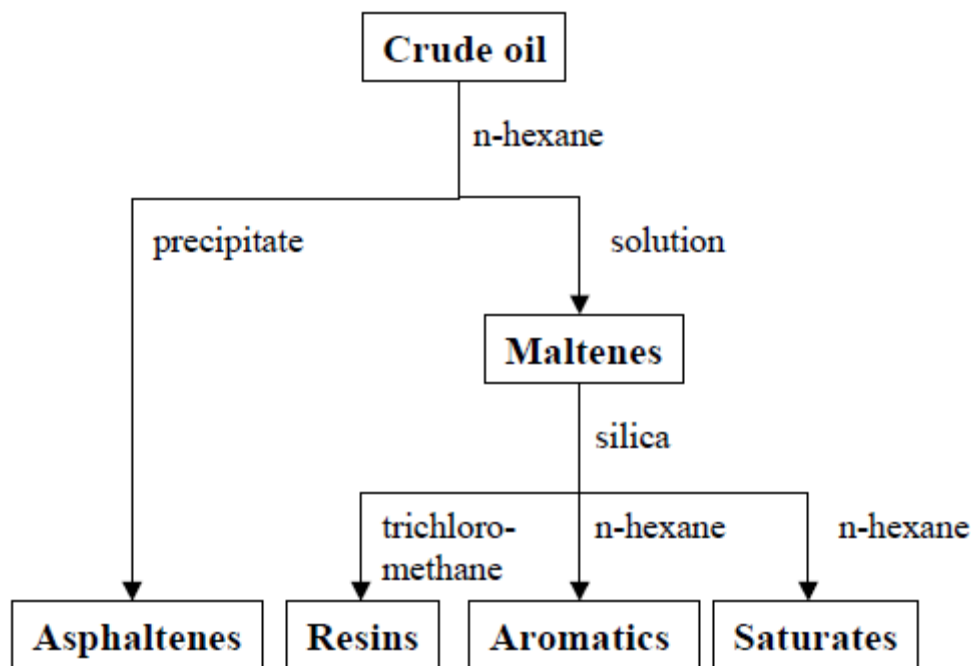 Crude oil
n-hexane
precipitate
solution
Maltenes
silica
trichloro-
methane
n-hexane
n-hexane
Asphaltenes
Resins
Aromatics
Saturates